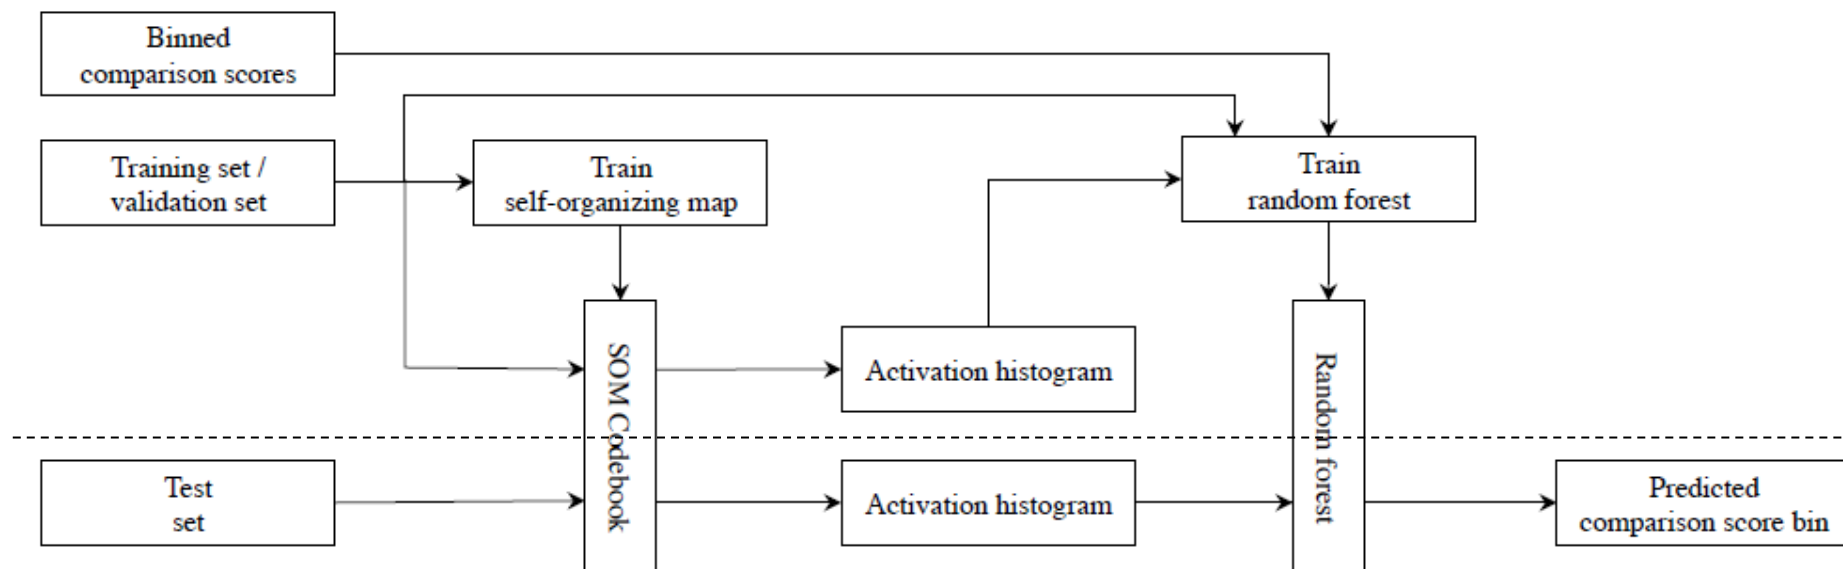 Binned
comparison scores
Training set /
validation set
Train
self-organizing map
Train
random forest
SOM Codebook
Activation histogram
Random forest
Test
set
Activation histogram
Predicted
comparison score bin